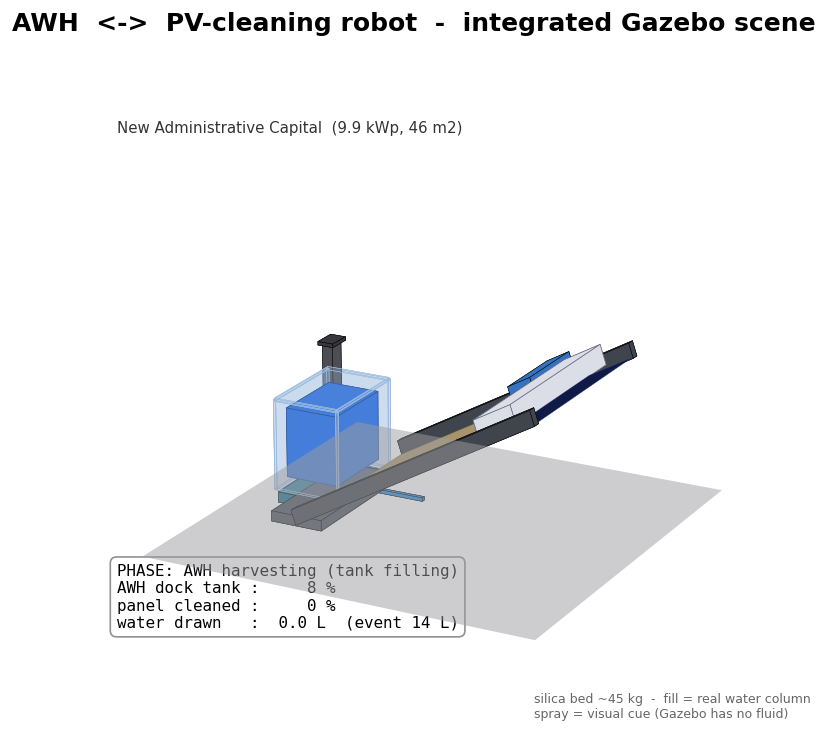 AWH <-> PV-cleaning robot - integrated Gazebo scene
New Administrative Capital (9.9 kWp, 46 m2)
PHASE: AWH harvesting (tank filling)
AWH dock tank : 8 %
panel cleaned : 0 %
water drawn : 0.0 L (event 14 L)
silica bed ~45 kg - fill = real water column
spray = visual cue (Gazebo has no fluid)